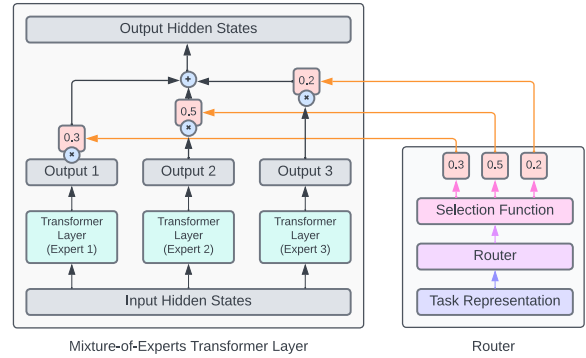 Output Hidden States
0.2
0.5
0.3
0.3 0.5 0.2
Output 1 Output 2 Output 3
Transformer
Layer
(Expert 1)
Transformer
Layer
(Expert 2)
Transformer
Layer
(Expert 3)
Input Hidden States
Selection Function
Router
Task Representation
Mixture-of-Experts Transformer Layer
Router